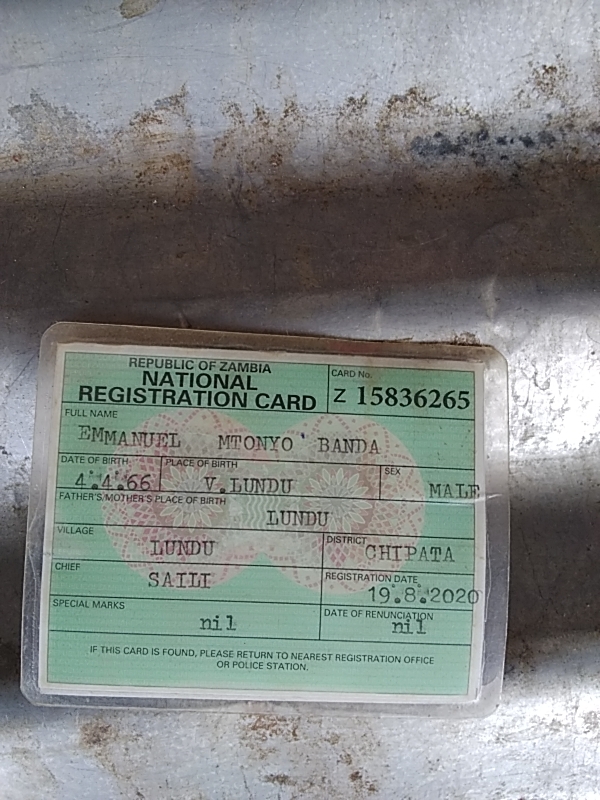 REPUBLIC OF ZAMBIA
NATIONAL
REGISTRATION CARD
CARD No.
Z 15836265
FULL NAME
EMMANUEL MTONYO BANDA
DATE OF BIRTH
4.4.66
PLACE OF BIRTH
V.LUNDU
SEX
MALE
FATHER'S/MOTHER'S PLACE OF BIRTH
LUNDU
VILLAGE
LUNDU
DISTRICT
CHIPATA
CHIEF
SAILI
REGISTRATION DATE
19.8.2020
SPECIAL MARKS
nil
DATE OF RENUNCIATION
nil
IF THIS CARD IS FOUND, PLEASE RETURN TO NEAREST REGISTRATION OFFICE
OR POLICE STATION.